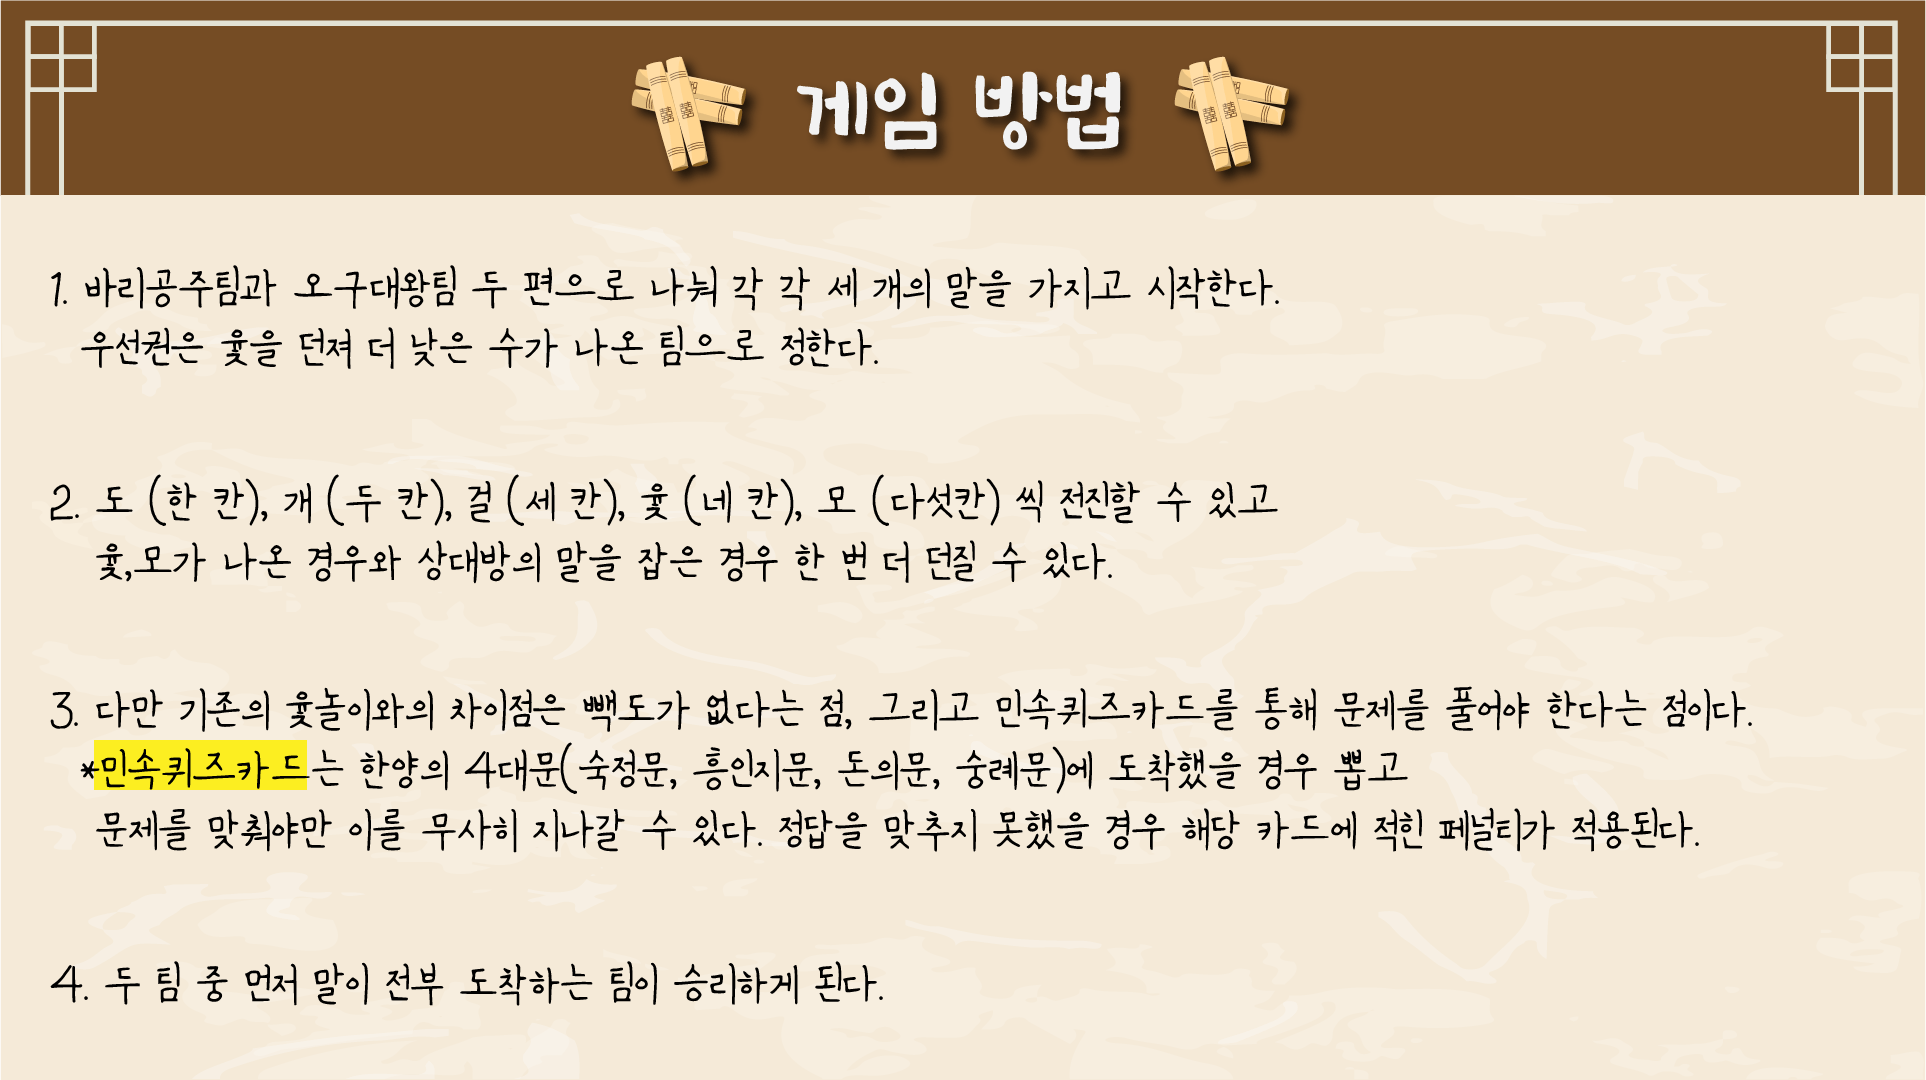 게임 방법
1. 바리공주팀과 오구대왕팀 두 편으로 나눠 각 각 세 개의 말을 가지고 시작한다.
우선권은 윷을 던져 더 낮은 수가 나온 팀으로 정한다.
2. 도 (한 칸), 개 (두 칸), 걸 (세 칸), 윷 (네 칸), 모 (다섯칸) 씩 전진할 수 있고
윷,모가 나온 경우와 상대방의 말을 잡은 경우 한 번 더 던질 수 있다.
3. 다만 기존의 윷놀이와의 차이점은 빽도가 없다는 점, 그리고 민속퀴즈카드를 통해 문제를 풀어야 한다는 점이다.
*민속퀴즈카드는 한양의 4대문(숙정문, 흥인지문, 돈의문, 숭례문)에 도착했을 경우 뽑고
문제를 맞춰야만 이를 무사히 지나갈 수 있다. 정답을 맞추지 못했을 경우 해당 카드에 적힌 페널티가 적용된다.
4. 두 팀 중 먼저 말이 전부 도착하는 팀이 승리하게 된다.